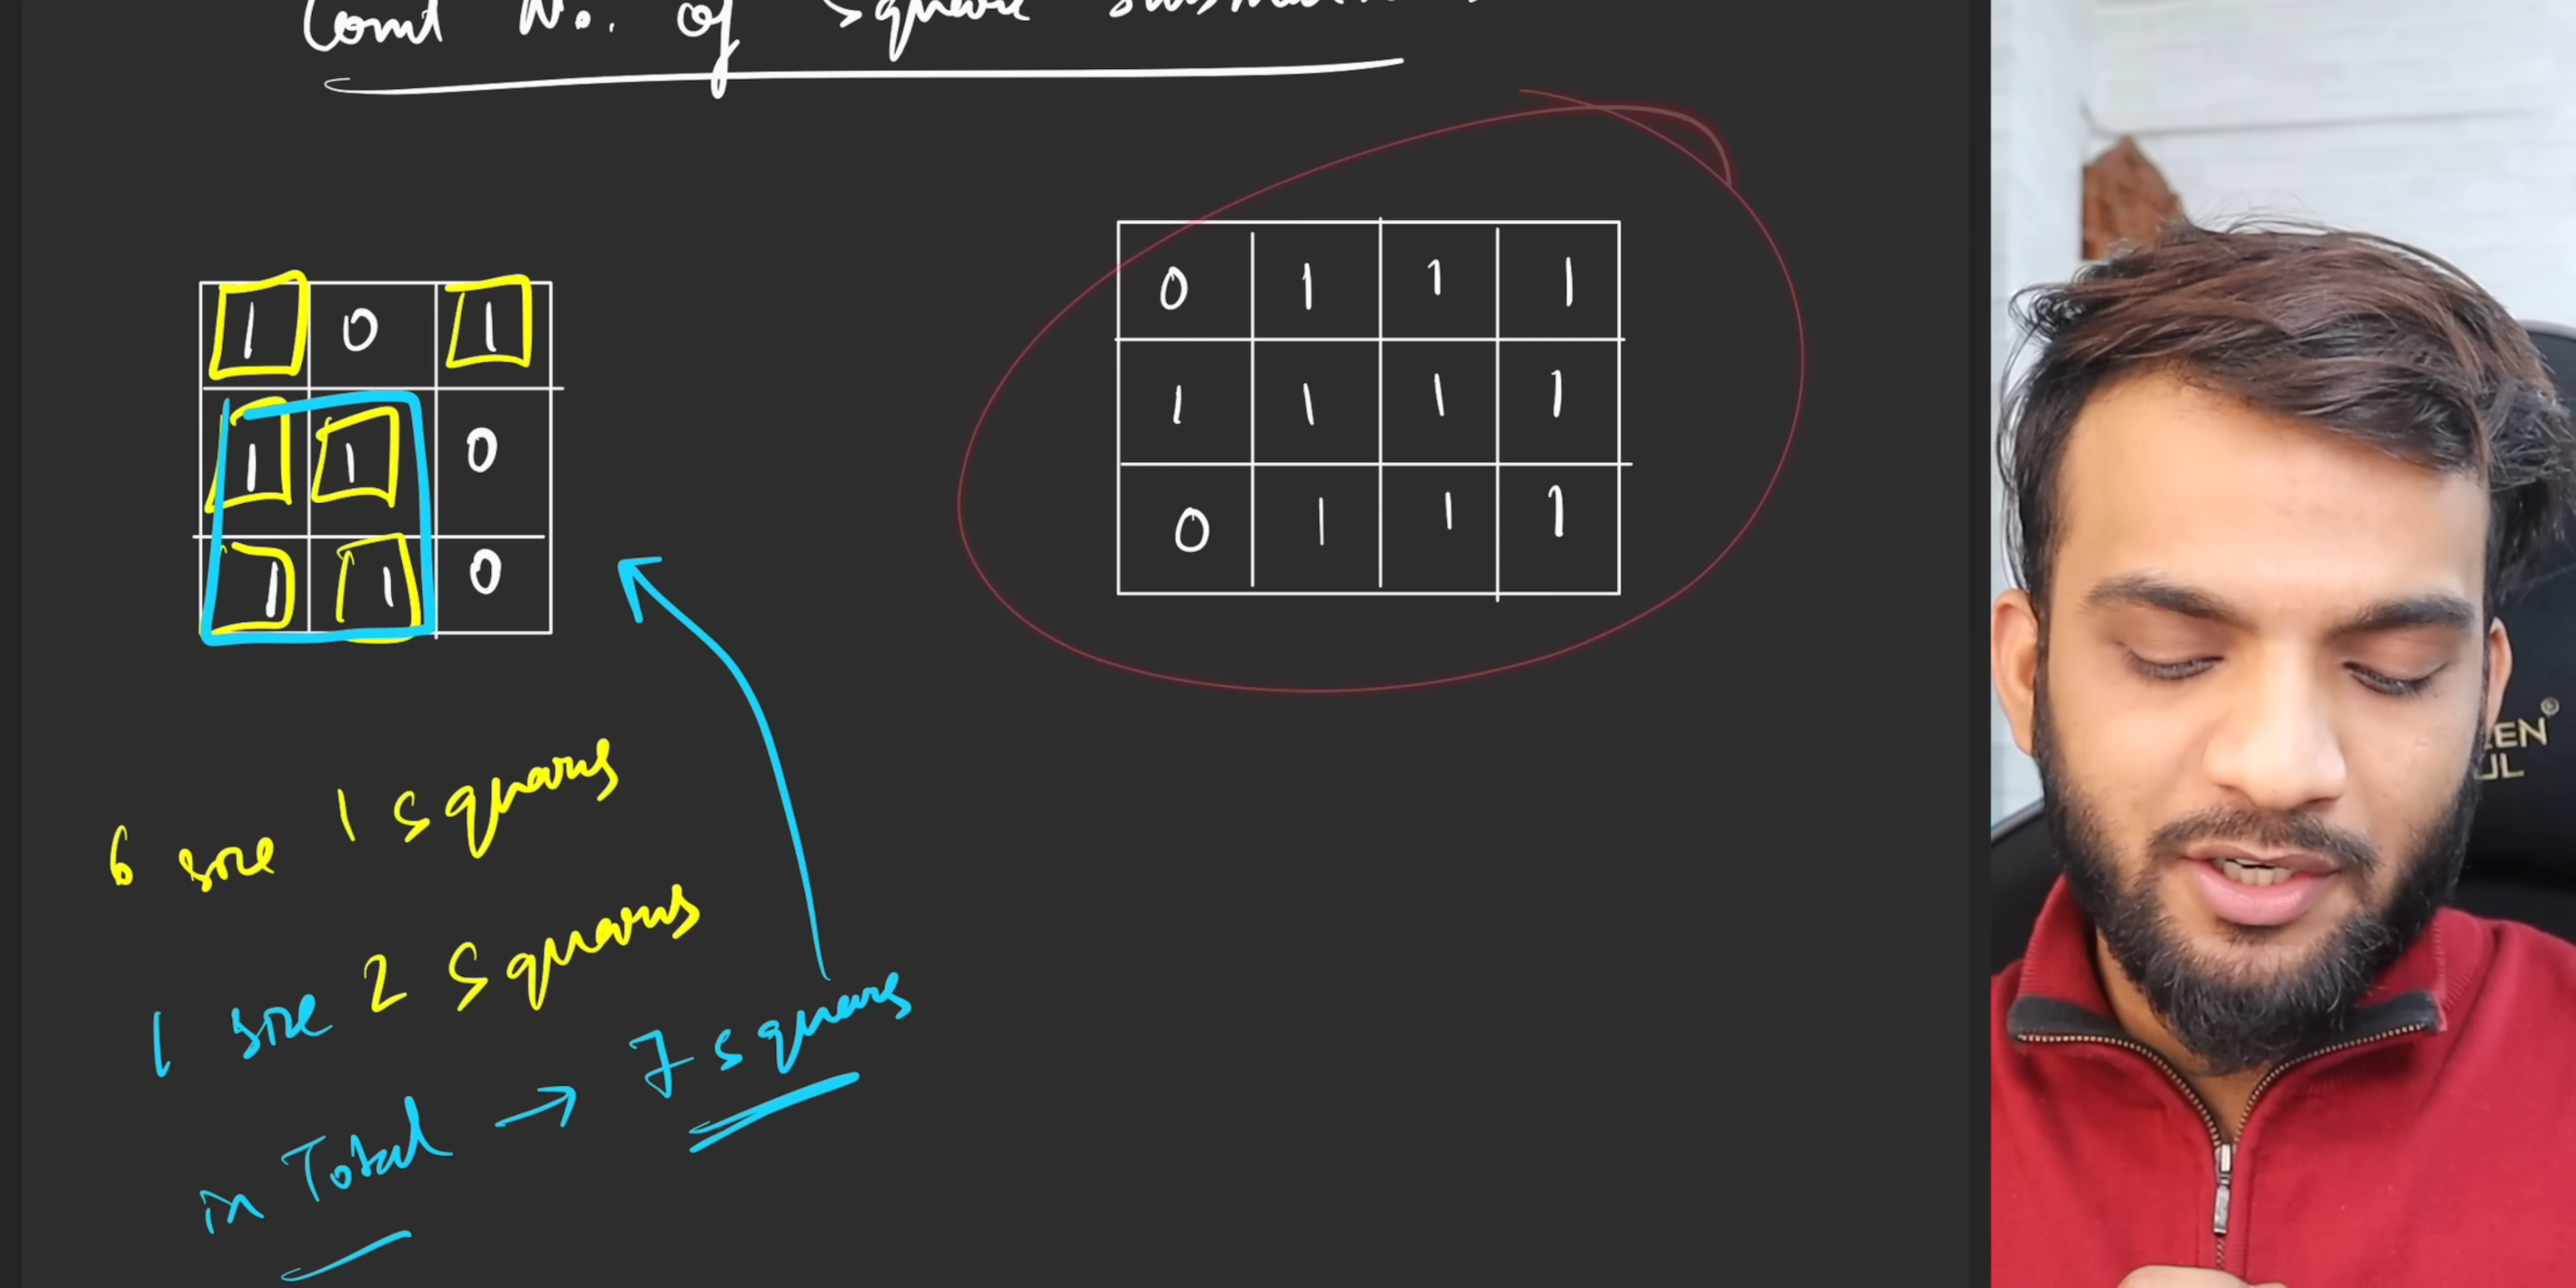 Count No. of square
1 0 1
1 1 0
1 1 0
0 1 1 1
1 1 1 1
0 1 1 1
6 size 1 squares
1 size 2 squares
in Total → 7 squares